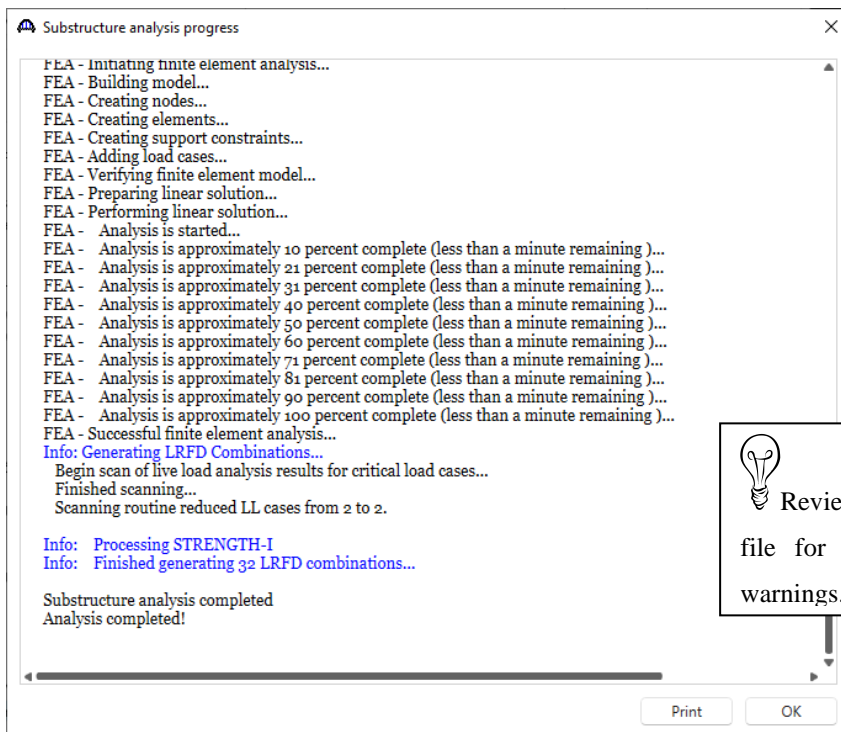 Substructure analysis progress
FEA - Initiating finite element analysis...
FEA - Building model...
FEA - Creating nodes...
FEA - Creating elements...
FEA - Creating support constraints...
FEA - Adding load cases...
FEA - Verifying finite element model...
FEA - Preparing linear solution...
FEA - Performing linear solution...
FEA -    Analysis is started...
FEA -    Analysis is approximately 10 percent complete (less than a minute remaining )...
FEA -    Analysis is approximately 21 percent complete (less than a minute remaining )...
FEA -    Analysis is approximately 31 percent complete (less than a minute remaining )...
FEA -    Analysis is approximately 40 percent complete (less than a minute remaining )...
FEA -    Analysis is approximately 50 percent complete (less than a minute remaining )...
FEA -    Analysis is approximately 60 percent complete (less than a minute remaining )...
FEA -    Analysis is approximately 71 percent complete (less than a minute remaining )...
FEA -    Analysis is approximately 81 percent complete (less than a minute remaining )...
FEA -    Analysis is approximately 90 percent complete (less than a minute remaining )...
FEA -    Analysis is approximately 100 percent complete (less than a minute remaining )...
FEA - Successful finite element analysis...
Info: Generating LRFD Combinations...
Begin scan of live load analysis results for critical load cases...
Finished scanning...
Scanning routine reduced LL cases from 2 to 2.
Info:    Processing STRENGTH-I
Info:    Finished generating 32 LRFD combinations...
Substructure analysis completed
Analysis completed!
file for
warnings.
Print
OK